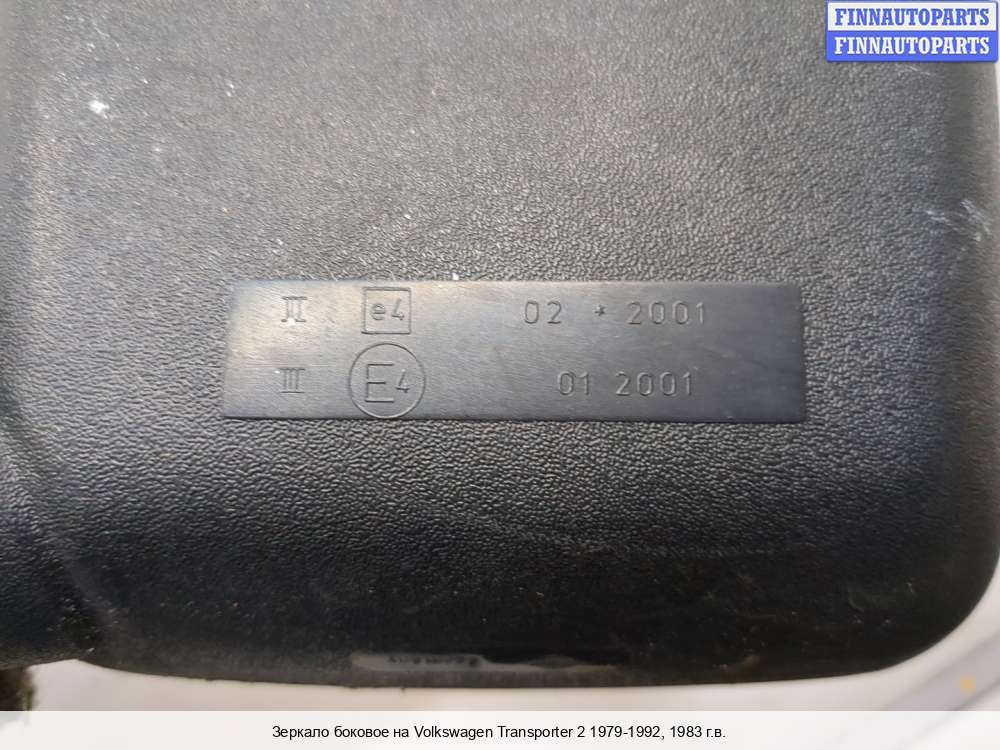 FINNAUTOPARTS
FINNAUTOPARTS
II e4 02 * 2001
III E4 01 2001
Зеркало боковое на Volkswagen Transporter 2 1979-1992, 1983 г.в.